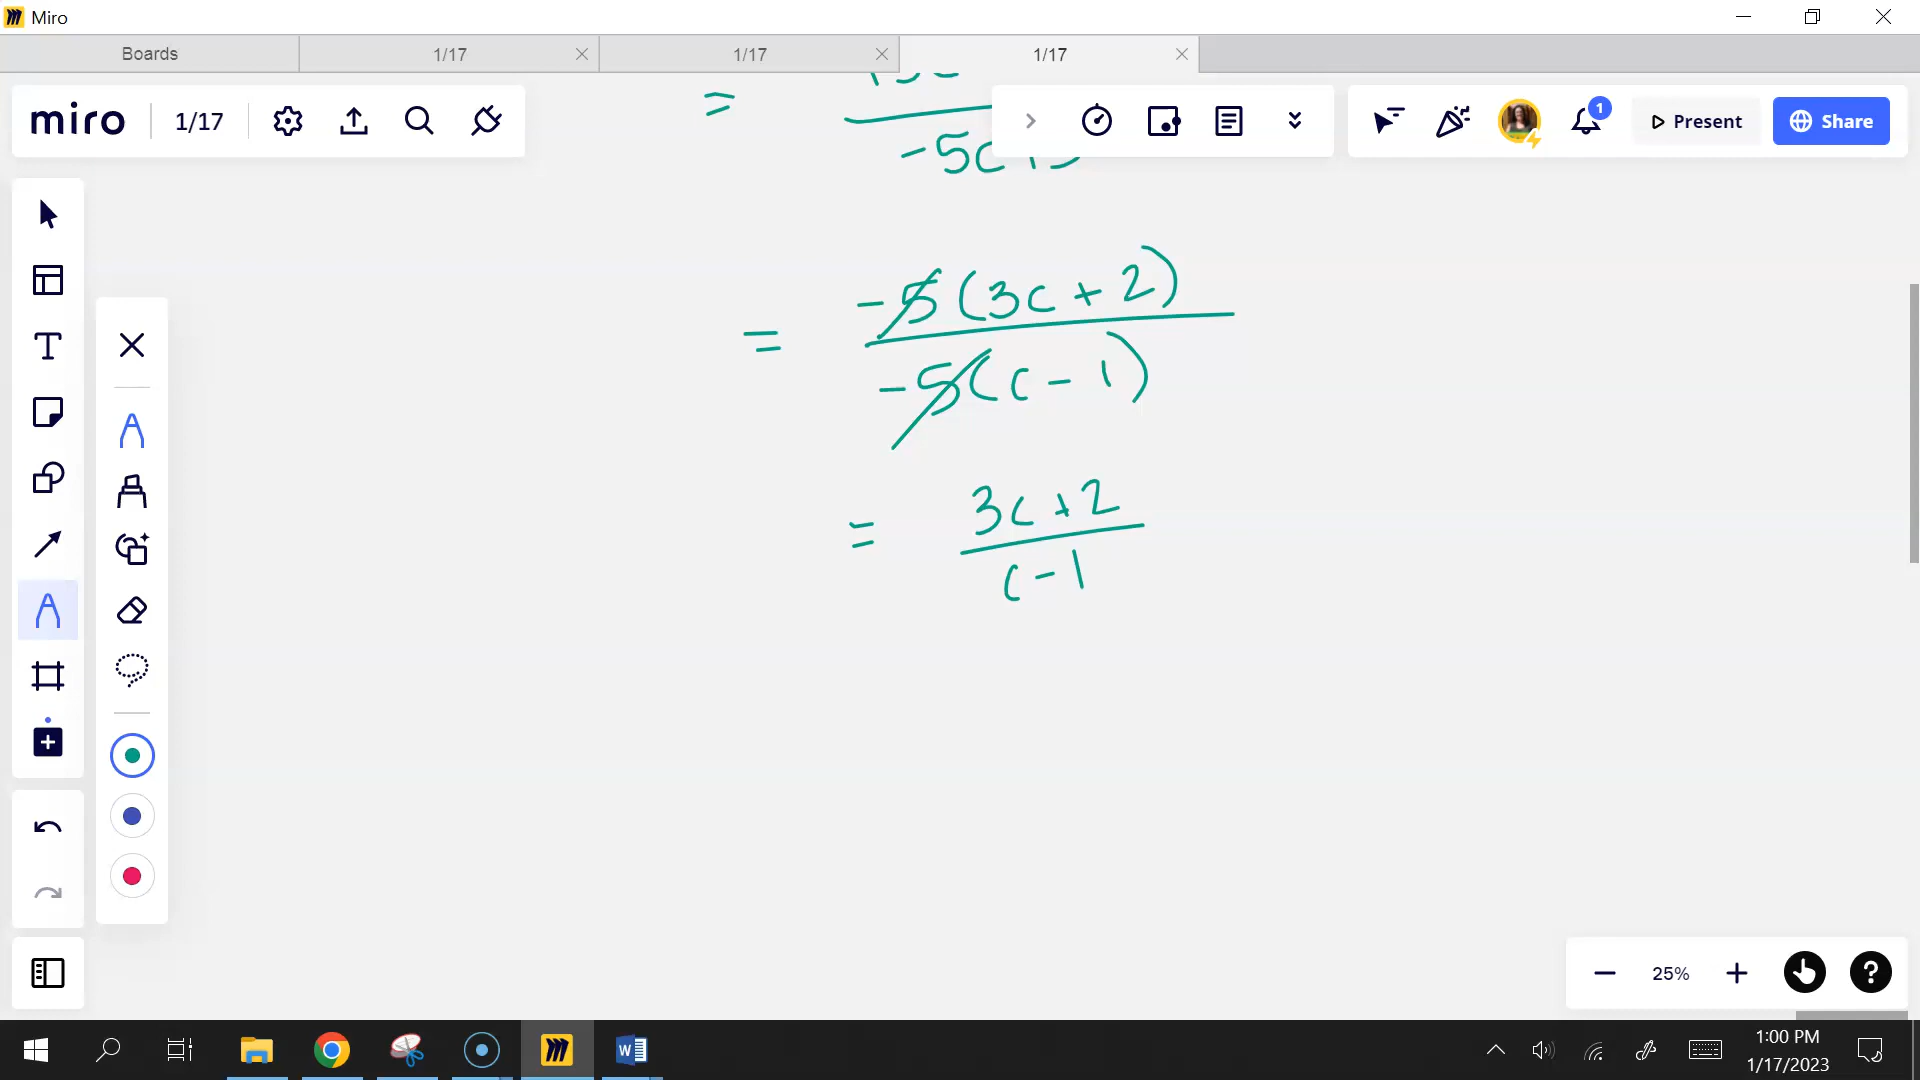 Miro
Boards 1/17 1/17 1/17
=
-5c
miro 1/17
1
Present
Share
= -5(3c+2)
-5(c-1)
= 3c+2
c-1
25%
1:00 PM
1/17/2023